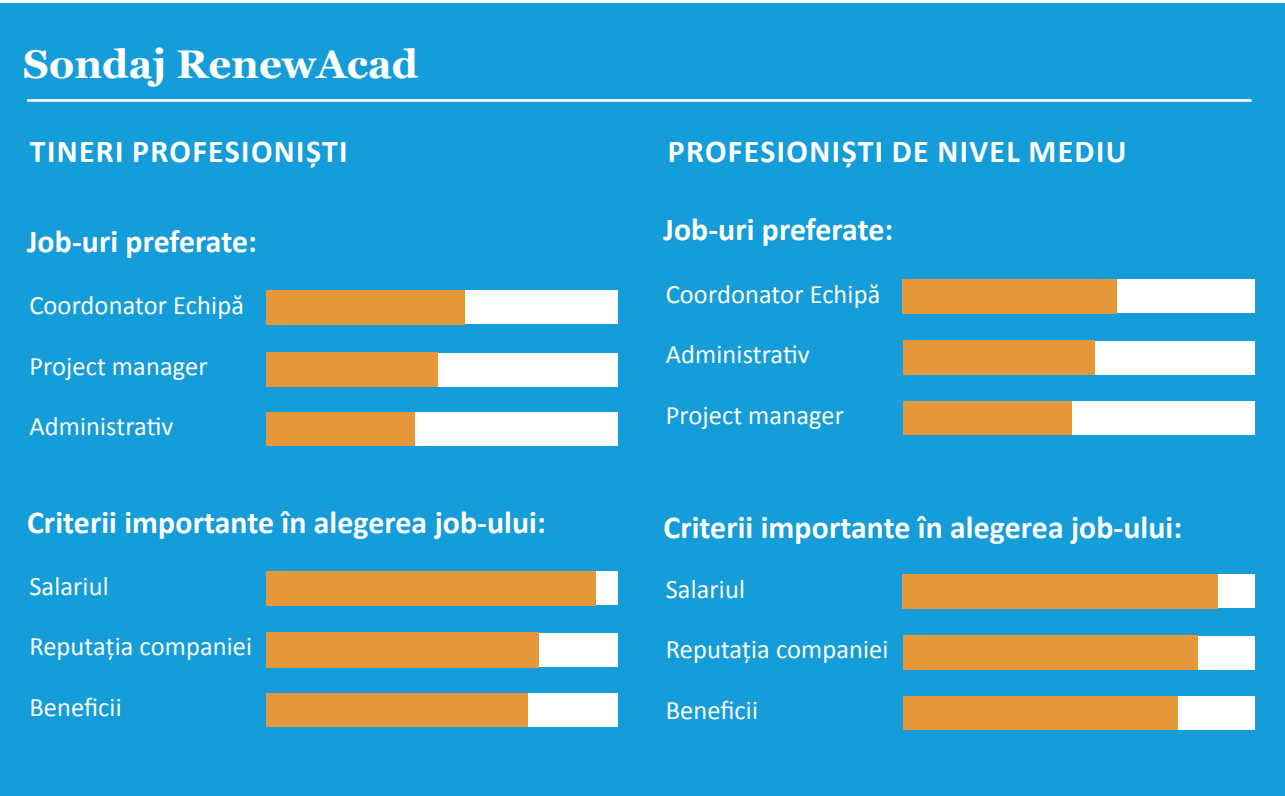 Sondaj RenewAcad
TINERI PROFESIONIȘTI
Job-uri preferate:
Coordonator Echipă
Project manager
Administrativ
Criterii importante în alegerea job-ului:
Salariul
Reputația companiei
Beneficii
PROFESIONIȘTI DE NIVEL MEDIU
Job-uri preferate:
Coordonator Echipă
Administrativ
Project manager
Criterii importante în alegerea job-ului:
Salariul
Reputația companiei
Beneficii